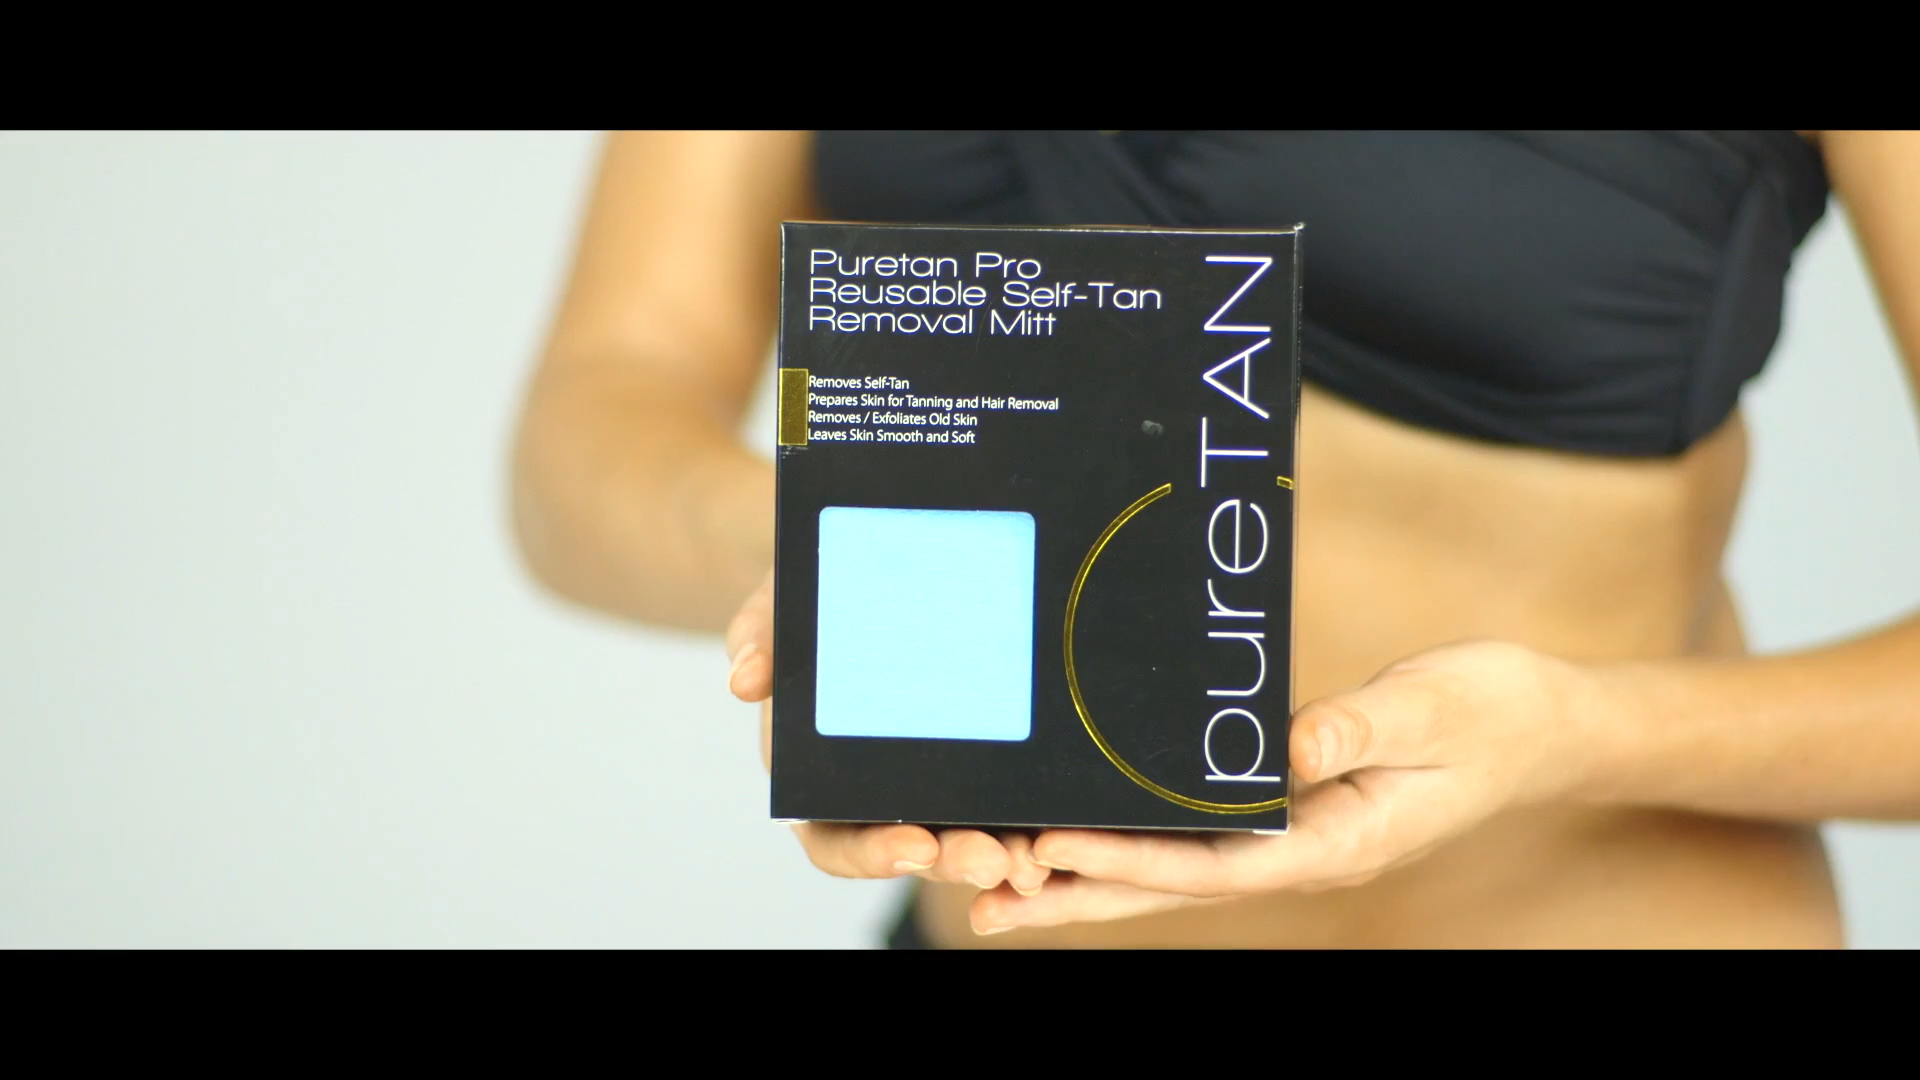 Puretan Pro
Reusable Self-Tan
Removal Mitt
Removes Self-Tan
Prepares Skin for Tanning and Hair Removal
Removes / Exfoliates Old Skin
Leaves Skin Smooth and Soft
pureTAN